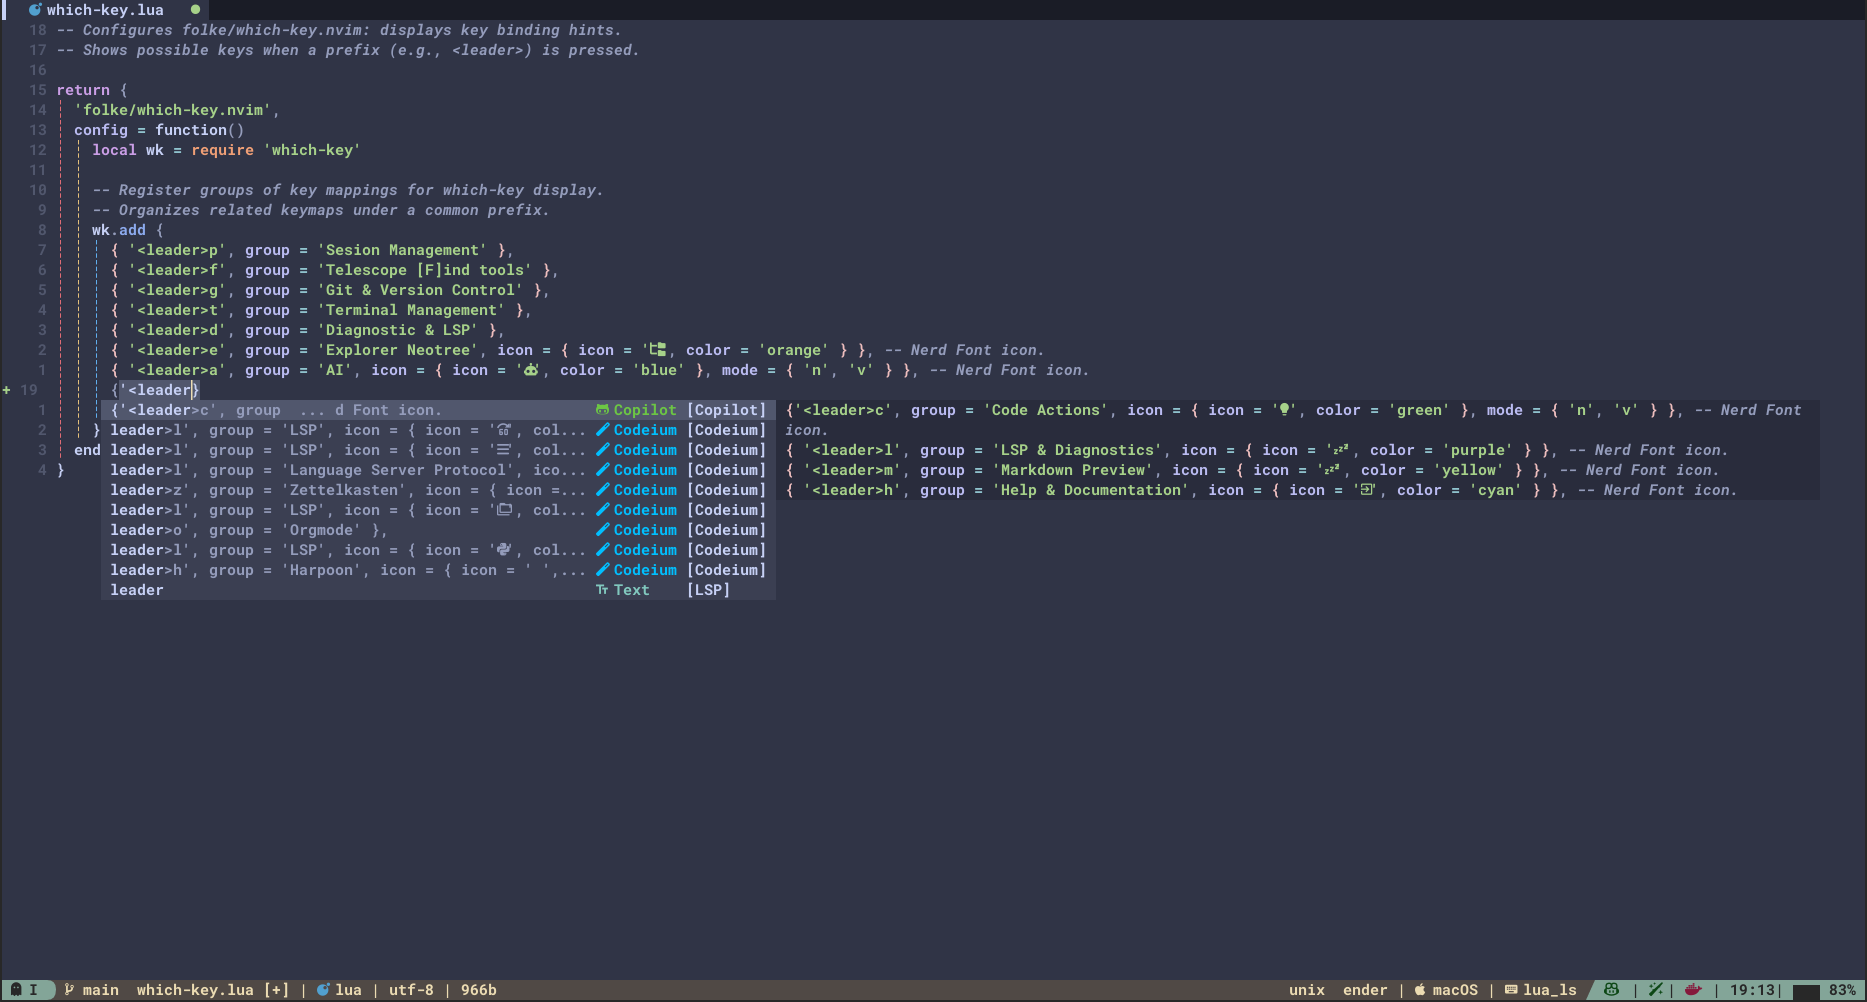 which-key.lua
18 -- Configures folke/which-key.nvim: displays key binding hints.
17 -- Shows possible keys when a prefix (e.g., <leader>) is pressed.
16
15 return {
14 'folke/which-key.nvim',
13 config = function()
12 local wk = require 'which-key'
11
10 -- Register groups of key mappings for which-key display.
9 -- Organizes related keymaps under a common prefix.
8 wk.add {
7 { '<leader>p', group = 'Sesion Management' },
6 { '<leader>f', group = 'Telescope [F]ind tools' },
5 { '<leader>g', group = 'Git & Version Control' },
4 { '<leader>t', group = 'Terminal Management' },
3 { '<leader>d', group = 'Diagnostic & LSP' },
2 { '<leader>e', group = 'Explorer Neotree', icon = { icon = ' , color = 'orange' } }, -- Nerd Font icon.
1 { '<leader>a', group = 'AI', icon = { icon = ' ', color = 'blue' }, mode = { 'n', 'v' } }, -- Nerd Font icon.
+ 19 {'<leader}
1 {'<leader>c', group ... d Font icon. Copilot [Copilot]
2 } leader>l', group = 'LSP', icon = { icon = ' , col... Codeium [Codeium]
3 end leader>l', group = 'LSP', icon = { icon = ' , col... Codeium [Codeium]
4 } leader>l', group = 'Language Server Protocol', ico... Codeium [Codeium]
leader>z', group = 'Zettelkasten', icon = { icon =... Codeium [Codeium]
leader>l', group = 'LSP', icon = { icon = ' , col... Codeium [Codeium]
leader>o', group = 'Orgmode' }, Codeium [Codeium]
leader>l', group = 'LSP', icon = { icon = ' , col... Codeium [Codeium]
leader>h', group = 'Harpoon', icon = { icon = ' ',... Codeium [Codeium]
leader Text [LSP]
{'<leader>c', group = 'Code Actions', icon = { icon = ' ', color = 'green' }, mode = { 'n', 'v' } }, -- Nerd Font
icon.
{ '<leader>l', group = 'LSP & Diagnostics', icon = { icon = ' , color = 'purple' } }, -- Nerd Font icon.
{ '<leader>m', group = 'Markdown Preview', icon = { icon = ' , color = 'yellow' } }, -- Nerd Font icon.
{ '<leader>h', group = 'Help & Documentation', icon = { icon = ' ', color = 'cyan' } }, -- Nerd Font icon.
I main which-key.lua [+] | lua | utf-8 | 966b unix ender | macOS | lua_ls | | | 19:13| 83%